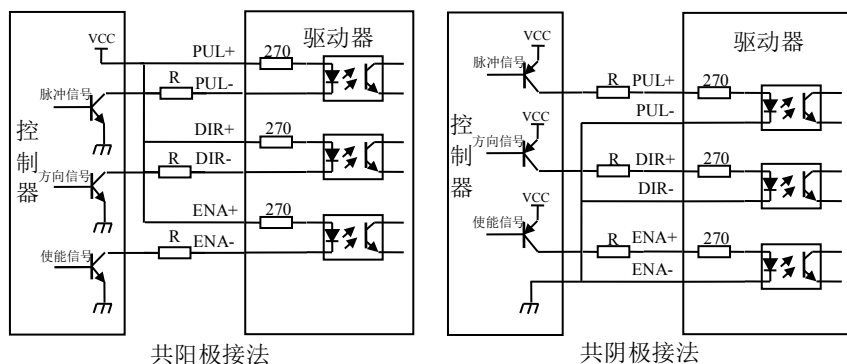 VCC
PUL+
270
驱动器
脉冲信号
R
PUL-
DIR+
270
控制器
方向信号
R
DIR-
ENA+
270
使能信号
R
ENA-
共阳极接法
VCC
驱动器
脉冲信号
R
PUL+
270
PUL-
VCC
控制器
方向信号
R
DIR+
270
DIR-
VCC
使能信号
R
ENA+
270
ENA-
共阴极接法